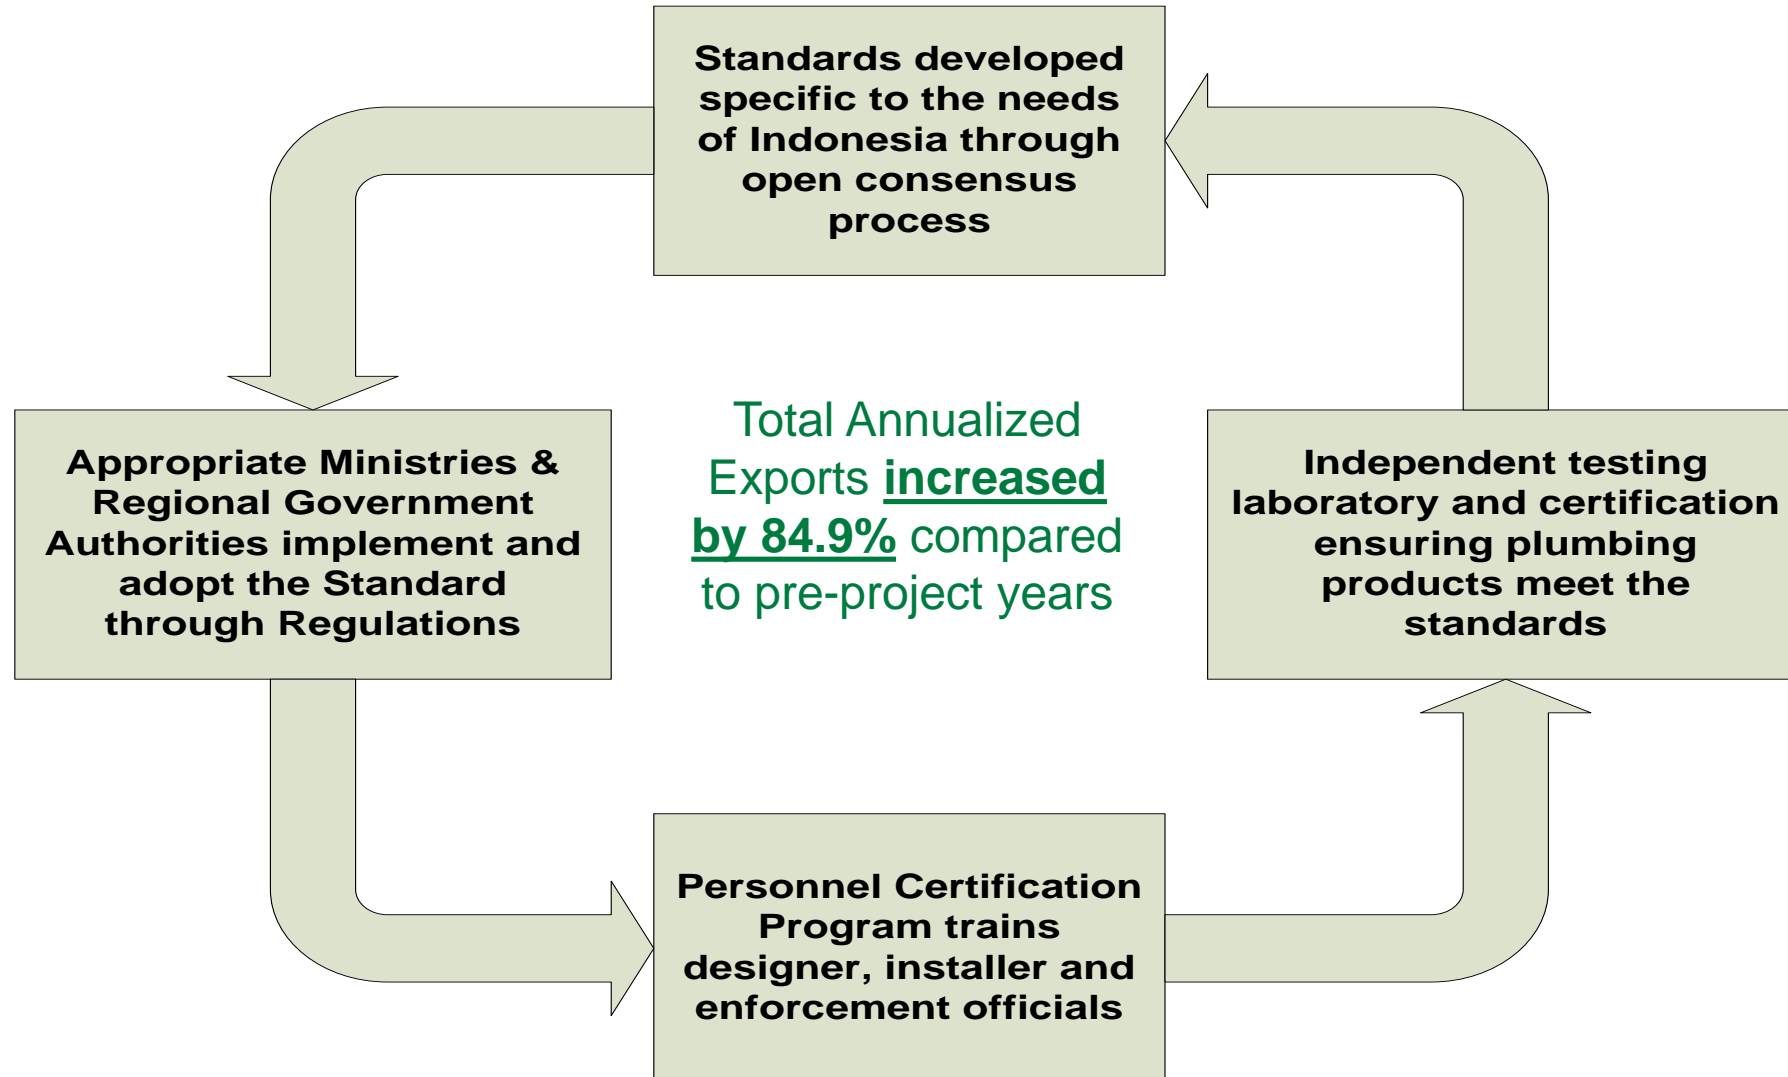 Standards developed
specific to the needs
of Indonesia through
open consensus
process
Appropriate Ministries &
Regional Government
Authorities implement and
adopt the Standard
through Regulations
Total Annualized
Exports increased
by 84.9% compared
to pre-project years
Independent testing
laboratory and certification
ensuring plumbing
products meet the
standards
Personnel Certification
Program trains
designer, installer and
enforcement officials